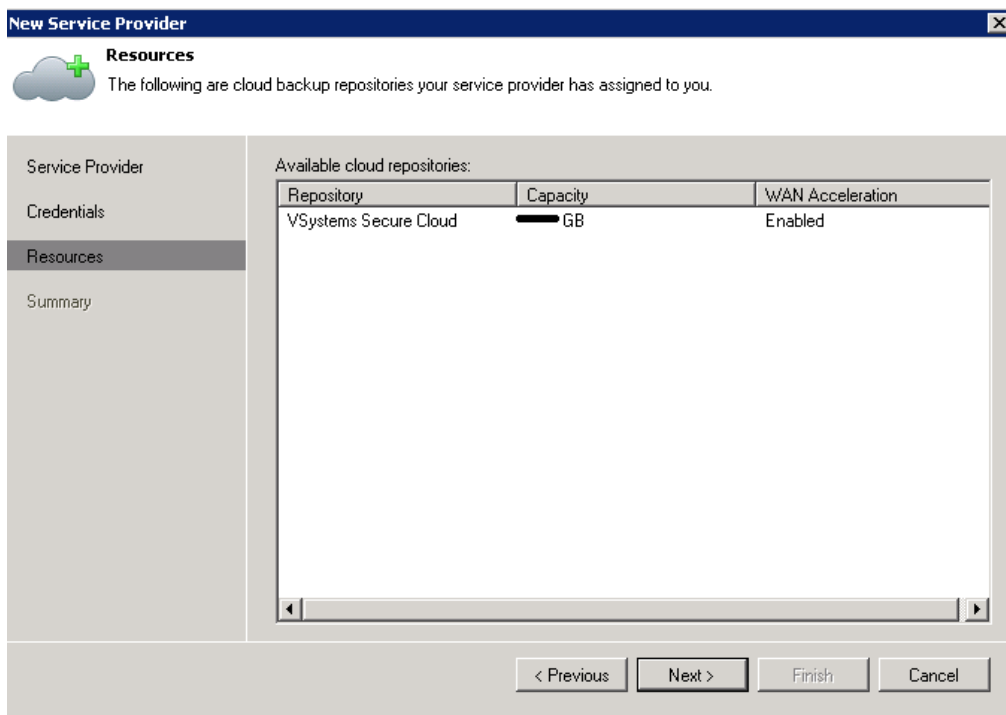 New Service Provider
Resources
The following are cloud backup repositories your service provider has assigned to you.
Service Provider
Credentials
Resources
Summary
Available cloud repositories:
Repository Capacity WAN Acceleration
VSystems Secure Cloud GB Enabled
< Previous Next > Finish Cancel